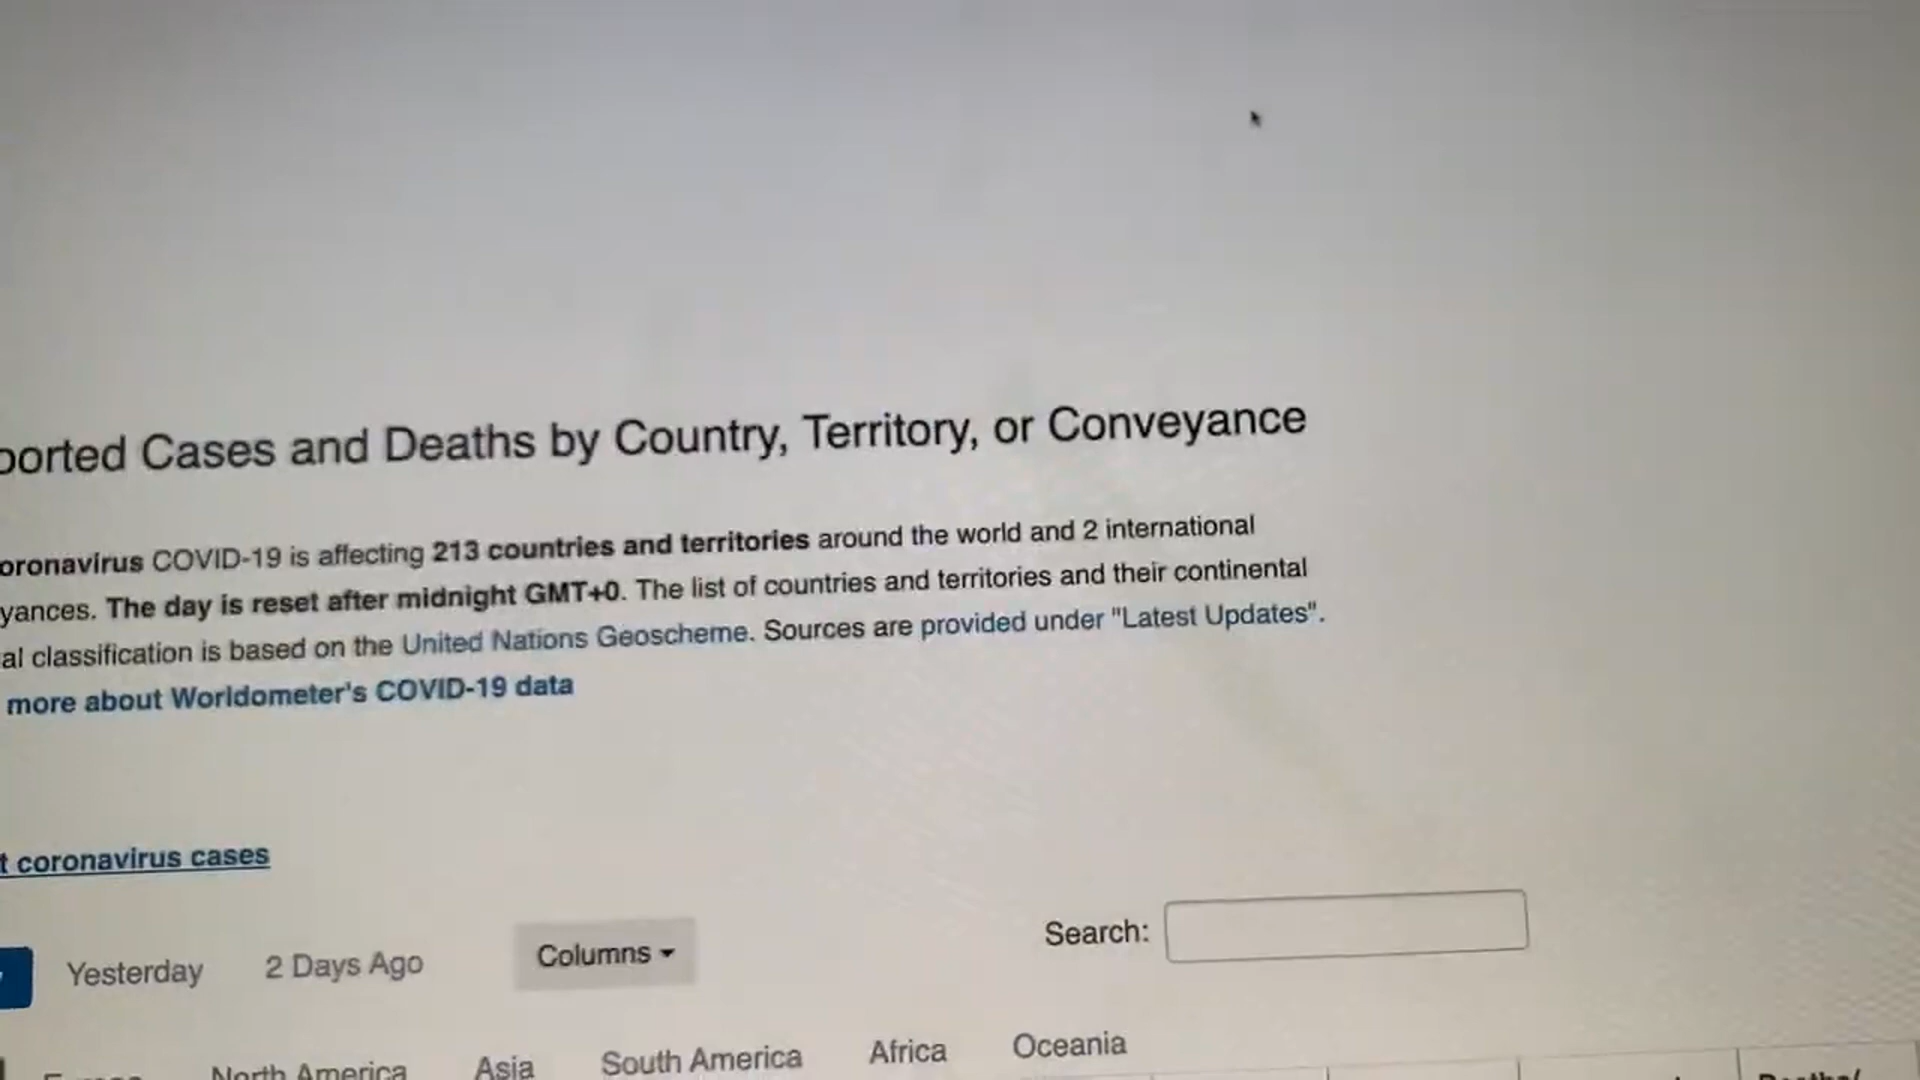 ported Cases and Deaths by Country, Territory, or Conveyance
oronavirus COVID-19 is affecting 213 countries and territories around the world and 2 international
yances. The day is reset after midnight GMT+0. The list of countries and territories and their continental
al classification is based on the United Nations Geoscheme. Sources are provided under "Latest Updates".
more about Worldometer's COVID-19 data
t coronavirus cases
Yesterday 2 Days Ago Columns Search:
North America Asia South America Africa Oceania